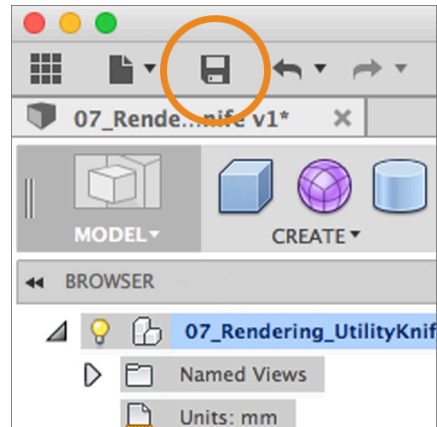 07_Rende...nife v1*
MODEL
CREATE
BROWSER
07_Rendering_UtilityKnif
Named Views
Units: mm